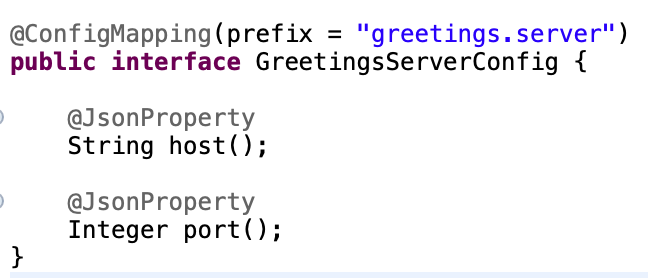 @ConfigMapping(prefix = "greetings.server")
public interface GreetingsServerConfig {
@JsonProperty
String host();
@JsonProperty
Integer port();
}